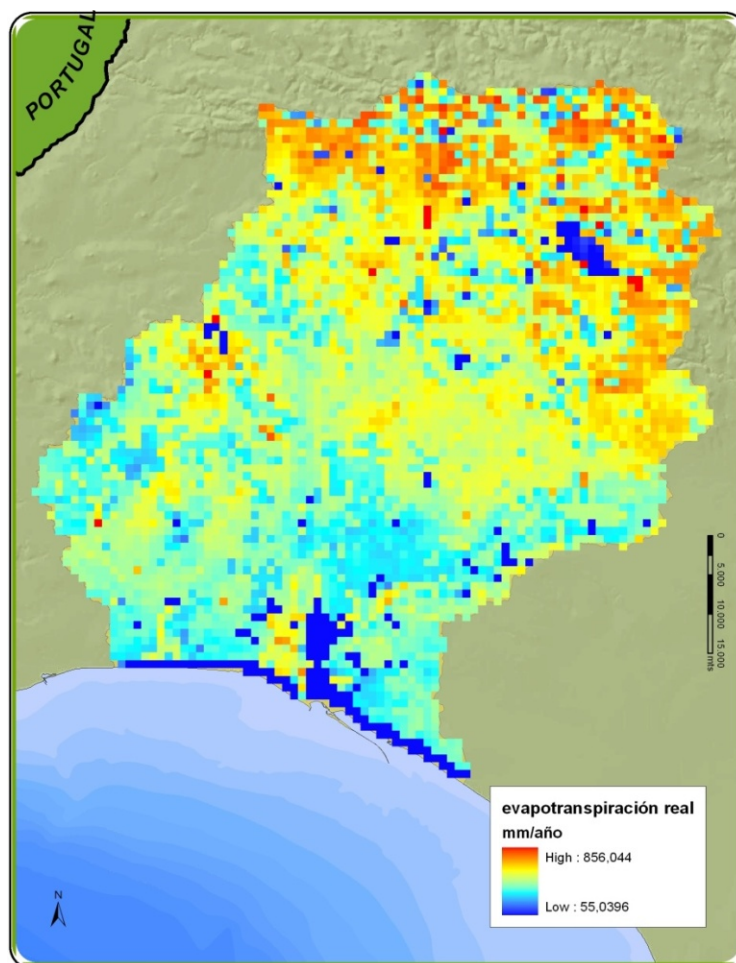 PORTUGAL
0
5.000
10.000
15.000
mts
evapotranspiración real
mm/año
High : 856,044
Low : 55,0396
N